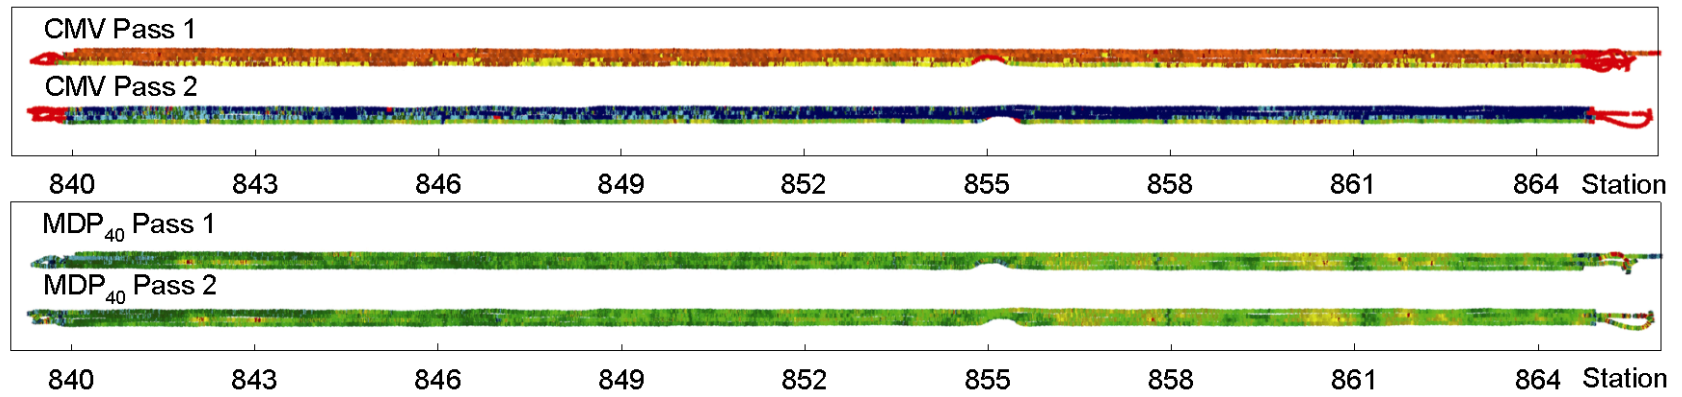 CMV Pass 1
CMV Pass 2
840 843 846 849 852 855 858 861 864 Station
MDP40 Pass 1
MDP40 Pass 2
840 843 846 849 852 855 858 861 864 Station